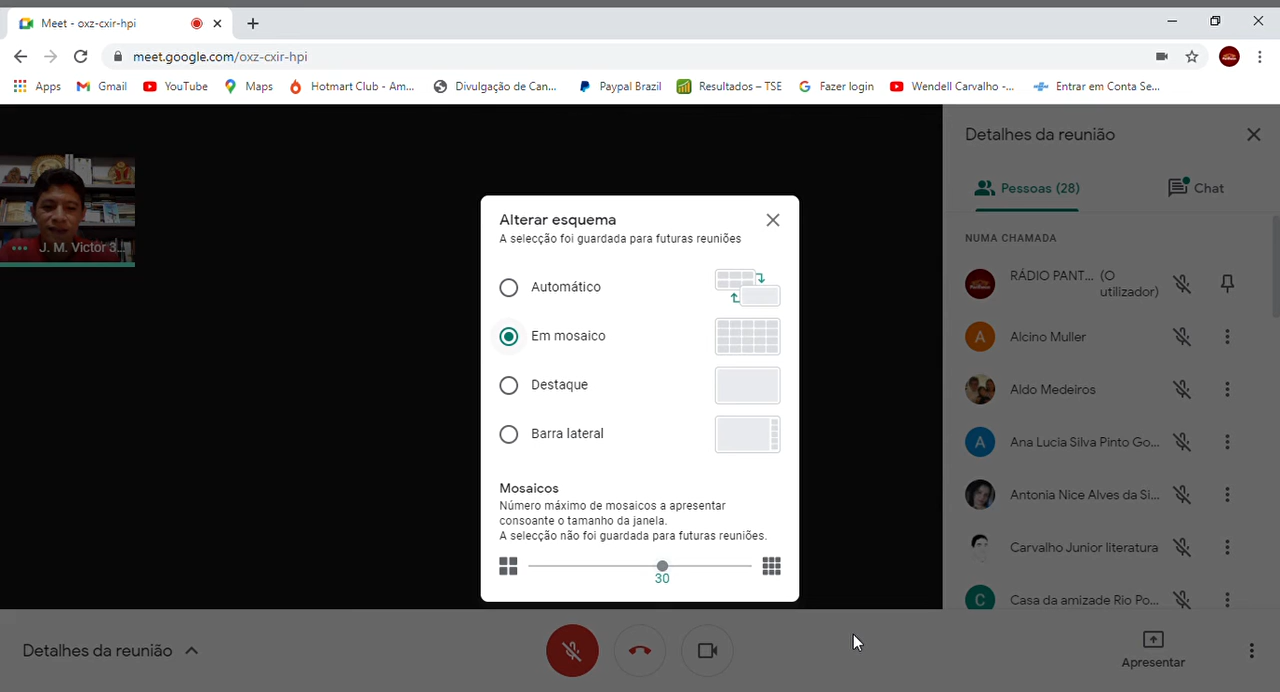 Meet - oxz-cxir-hpi
meet.google.com/oxz-cxir-hpi
Apps
Gmail
YouTube
Maps
Hotmart Club - Am...
Divulgação de Can...
Paypal Brazil
Resultados – TSE
Fazer login
Wendell Carvalho -...
Entrar em Conta Se...
J. M. Victor 3...
Alterar esquema
A selecção foi guardada para futuras reuniões
Automático
Em mosaico
Destaque
Barra lateral
Mosaicos
Número máximo de mosaicos a apresentar
consoante o tamanho da janela.
A selecção não foi guardada para futuras reuniões.
30
Detalhes da reunião
Pessoas (28)
Chat
NUMA CHAMADA
RÁDIO PANT... (O
utilizador)
A
Alcino Muller
Aldo Medeiros
A
Ana Lucia Silva Pinto Go...
Antonia Nice Alves da Si...
Carvalho Junior literatura
C
Casa da amizade Rio Po...
Detalhes da reunião
Apresentar